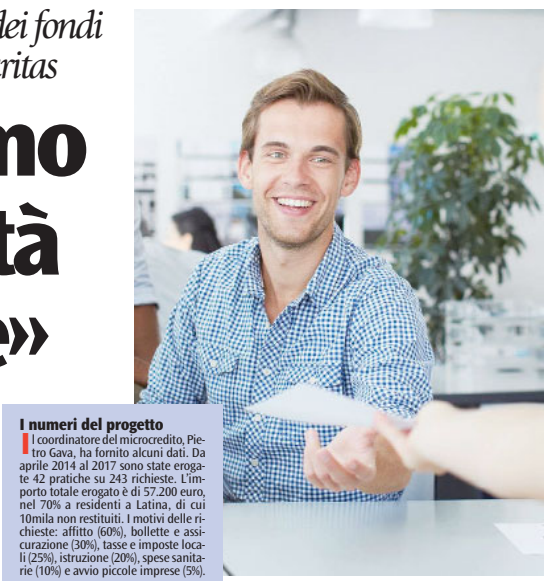 dei fondi
ritas
mo
tà
e»
I numeri del progetto
Il coordinatore del microcredito, Pie-
tro Gava, ha fornito alcuni dati. Da
aprile 2014 al 2017 sono state eroga-
te 42 pratiche su 243 richieste. L'im-
porto totale erogato è di 57.200 euro,
nel 70% a residenti a Latina, di cui
10mila non restituiti. I motivi delle ri-
chieste: affitto (60%), bollette e assi-
curazione (30%), tasse e imposte loca-
li (25%), istruzione (20%), spese sanita-
rie (10%) e avvio piccole imprese (5%).